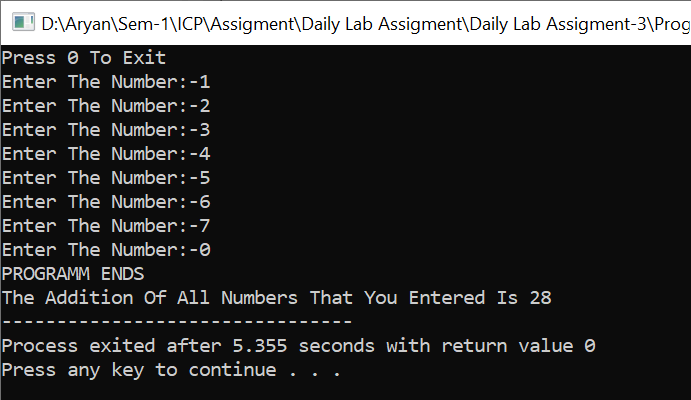 D:\Aryan\Sem-1\ICP\Assigment\Daily Lab Assigment\Daily Lab Assigment-3\Prog
Press 0 To Exit
Enter The Number:-1
Enter The Number:-2
Enter The Number:-3
Enter The Number:-4
Enter The Number:-5
Enter The Number:-6
Enter The Number:-7
Enter The Number:-0
PROGRAMM ENDS
The Addition Of All Numbers That You Entered Is 28
--------------------------------
Process exited after 5.355 seconds with return value 0
Press any key to continue . . .